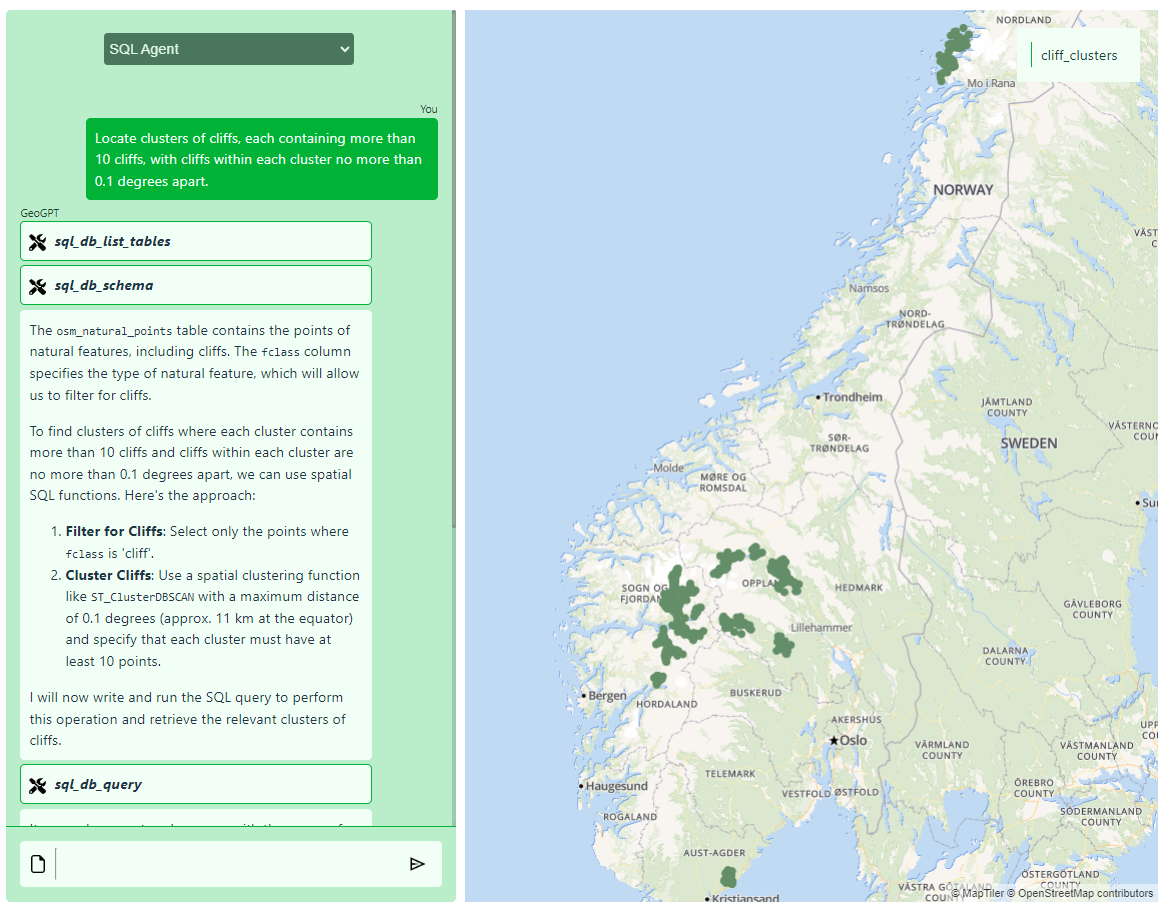 SQL Agent
You
Locate clusters of cliffs, each containing more than
10 cliffs, with cliffs within each cluster no more than
0.1 degrees apart.
GeoGPT
sql_db_list_tables
sql_db_schema
The osm_natural_points table contains the points of
natural features, including cliffs. The fclass column
specifies the type of natural feature, which will allow
us to filter for cliffs.
To find clusters of cliffs where each cluster contains
more than 10 cliffs and cliffs within each cluster are
no more than 0.1 degrees apart, we can use spatial
SQL functions. Here's the approach:
1. Filter for Cliffs: Select only the points where
fclass is 'cliff'.
2. Cluster Cliffs: Use a spatial clustering function
like ST_ClusterDBSCAN with a maximum distance
of 0.1 degrees (approx. 11 km at the equator)
and specify that each cluster must have at
least 10 points.
I will now write and run the SQL query to perform
this operation and retrieve the relevant clusters of
cliffs.
sql_db_query
NORDLAND
cliff_clusters
Mo i Rana
NORWAY
VÄST
Namsos
NORD-
TRØNDELAG
Trondheim
JÄMTLAND
COUNTY
VÄSTERNO
COUN
SØR-
TRØNDELAG
SWEDEN
Molde
MØRE OG
ROMSDAL
Sun
SOGN OG
FJORDAN
OPPLAN
HEDMARK
GÄVLEBORG
COUNTY
Lillehammer
DALARNA
COUNTY
Bergen
HORDALAND
BUSKERUD
AKERSHUS
Oslo
UPP
CO
VÄRMLAND
COUNTY
VÄSTMANLAND
COUNTY
TELEMARK
Haugesund
VESTFOLD
ØSTFOLD
ÖREBRO
COUNTY
ROGALAND
SÖDERMANLAND
COUNTY
AUST-AGDER
ÖSTERGÖTLAND
COUNTY
VÄSTRA GÖTALAND
COUN
Kristiansand
© MapTiler © OpenStreetMap contributors